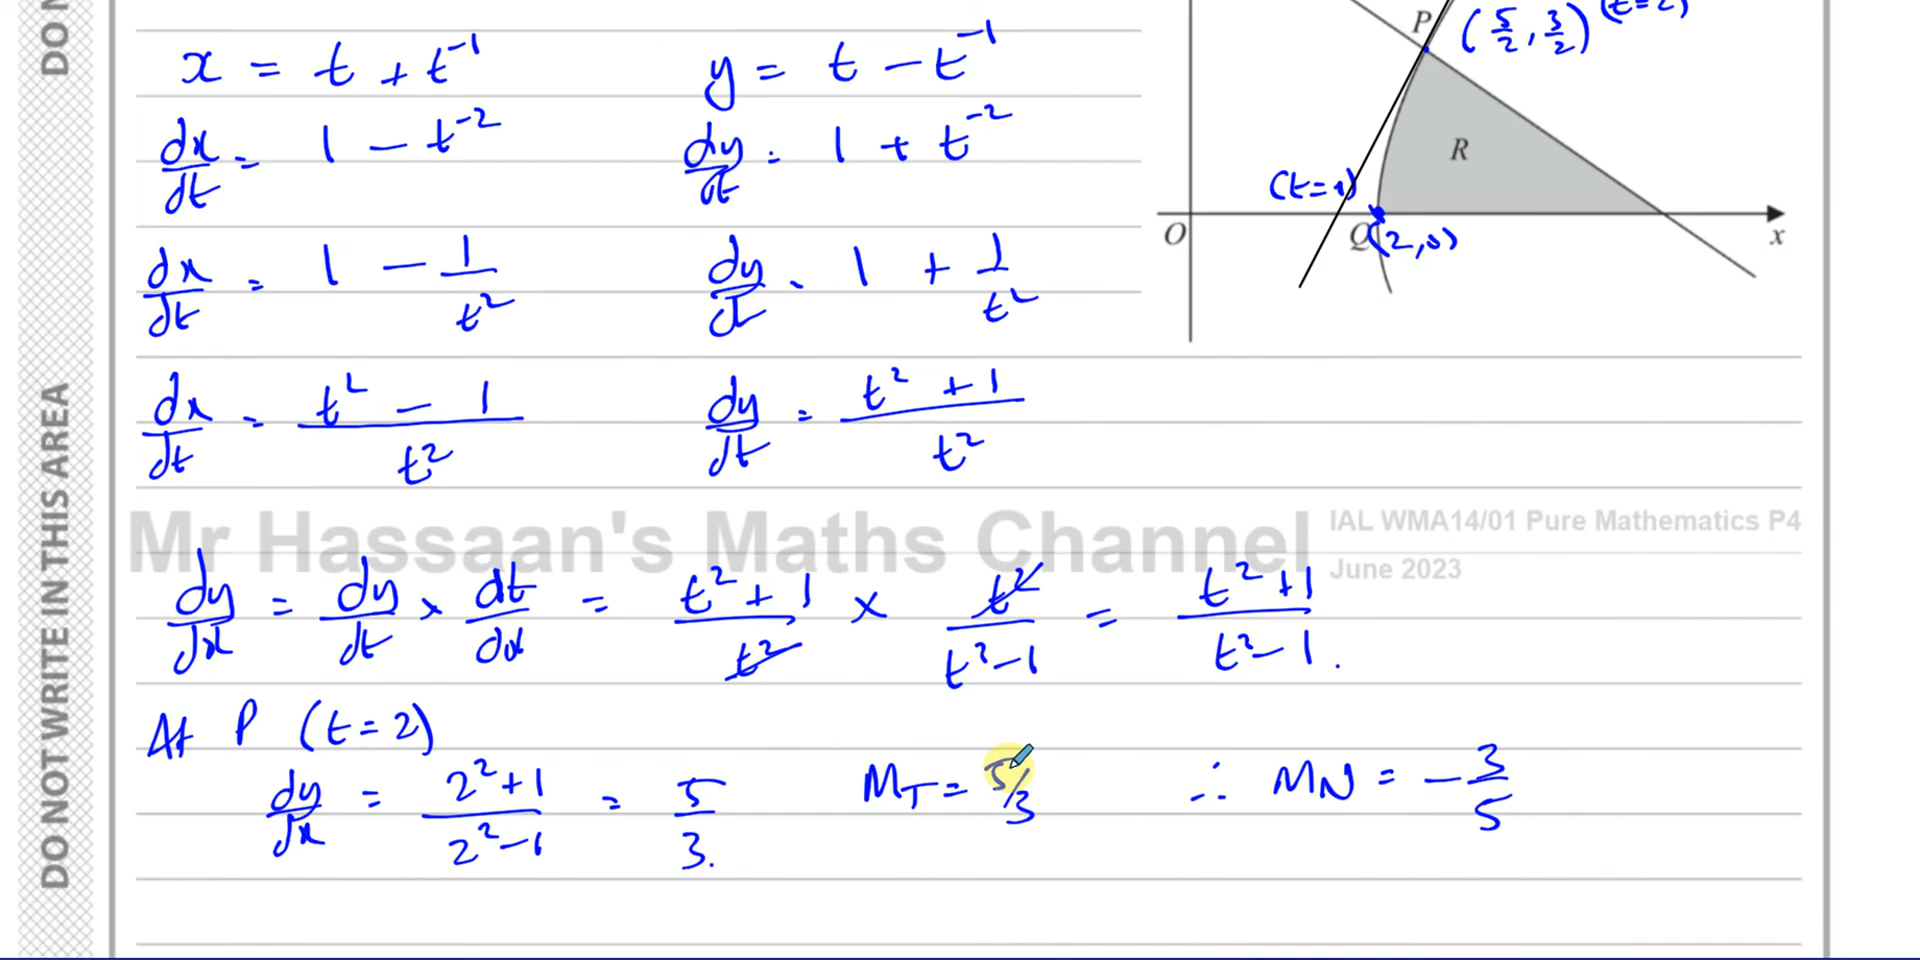 DO NO
DO NOT WRITE IN THIS AREA
x = t + t⁻¹    y = t − t⁻¹
dx/dt = 1 − t⁻²    dy/dt = 1 + t⁻²
dx/dt = 1 − 1/t²    dy/dt = 1 + 1/t²
dx/dt = (t² − 1)/t²    dy/dt = (t² + 1)/t²
P (5/2, 3/2) (t=2)
R
(t=1)
O Q (2,0) x
Mr Hassaan's Maths Channel
IAL WMA14/01 Pure Mathematics P4
June 2023
dy/dx = dy/dt × dt/dx = (t² + 1)/t² × t²/(t² − 1) = (t² + 1)/(t² − 1).
At P (t = 2)
dy/dx = (2² + 1)/(2² − 1) = 5/3.    M_T = 5/3    ∴ M_N = −3/5